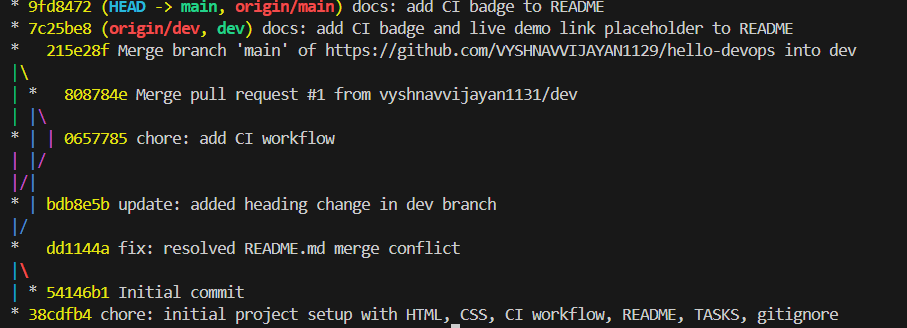 * 9fd8472 (HEAD -> main, origin/main) docs: add CI badge to README
* 7c25be8 (origin/dev, dev) docs: add CI badge and live demo link placeholder to README
*   215e28f Merge branch 'main' of https://github.com/VYSHNAVVIJAYAN1129/hello-devops into dev
|\
| *   808784e Merge pull request #1 from vyshnavvijayan1131/dev
| |\
* | | 0657785 chore: add CI workflow
| |/
|/|
* | bdb8e5b update: added heading change in dev branch
|/
*   dd1144a fix: resolved README.md merge conflict
|\
| * 54146b1 Initial commit
* 38cdfb4 chore: initial project setup with HTML, CSS, CI workflow, README, TASKS, gitignore